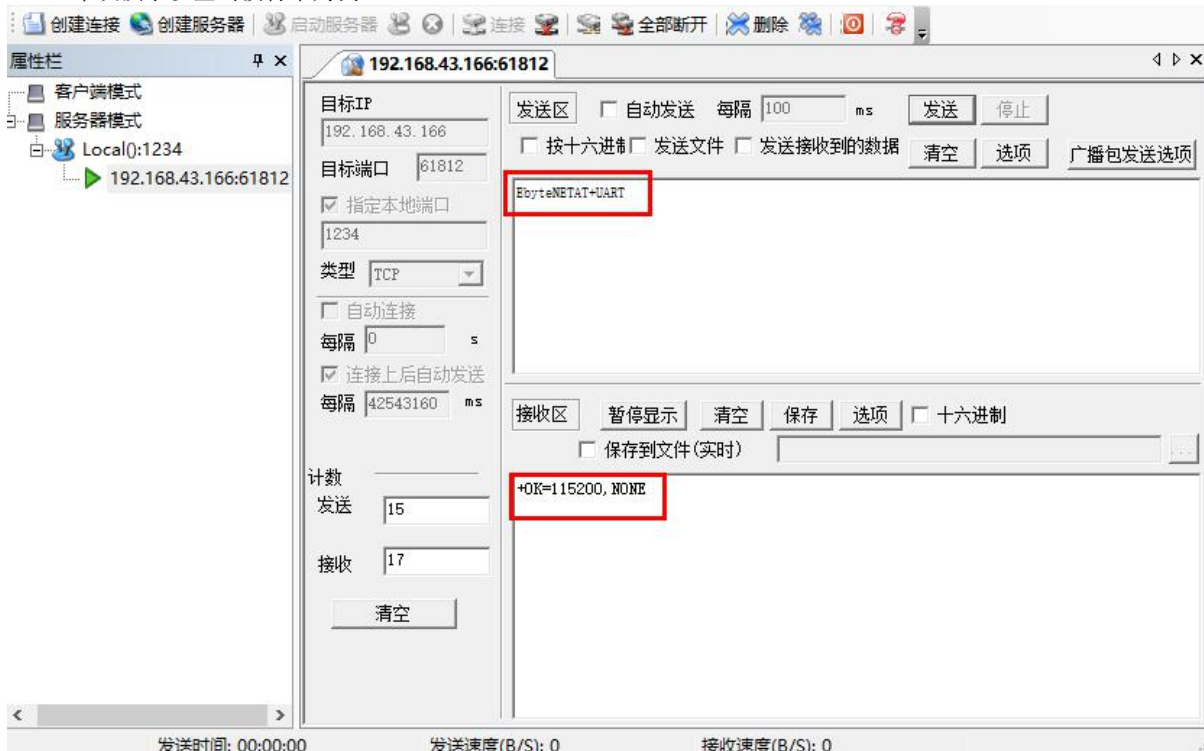 创建连接 创建服务器 启动服务器 连接 全部断开 删除
属性栏
客户端模式
服务器模式
Local():1234
192.168.43.166:61812
192.168.43.166:61812
目标IP
192.168.43.166
目标端口 61812
指定本地端口
1234
类型 TCP
自动连接
每隔 0 s
连接上后自动发送
每隔 42543160 ms
计数
发送 15
接收 17
清空
发送区 自动发送 每隔 100 ms 发送 停止
按十六进制 发送文件 发送接收到的数据 清空 选项 广播包发送选项
EbyteNETAT+UART
接收区 暂停显示 清空 保存 选项 十六进制
保存到文件(实时) ...
+OK=115200,NONE
发送时间: 00:00:00 发送速度(B/S): 0 接收速度(B/S): 0